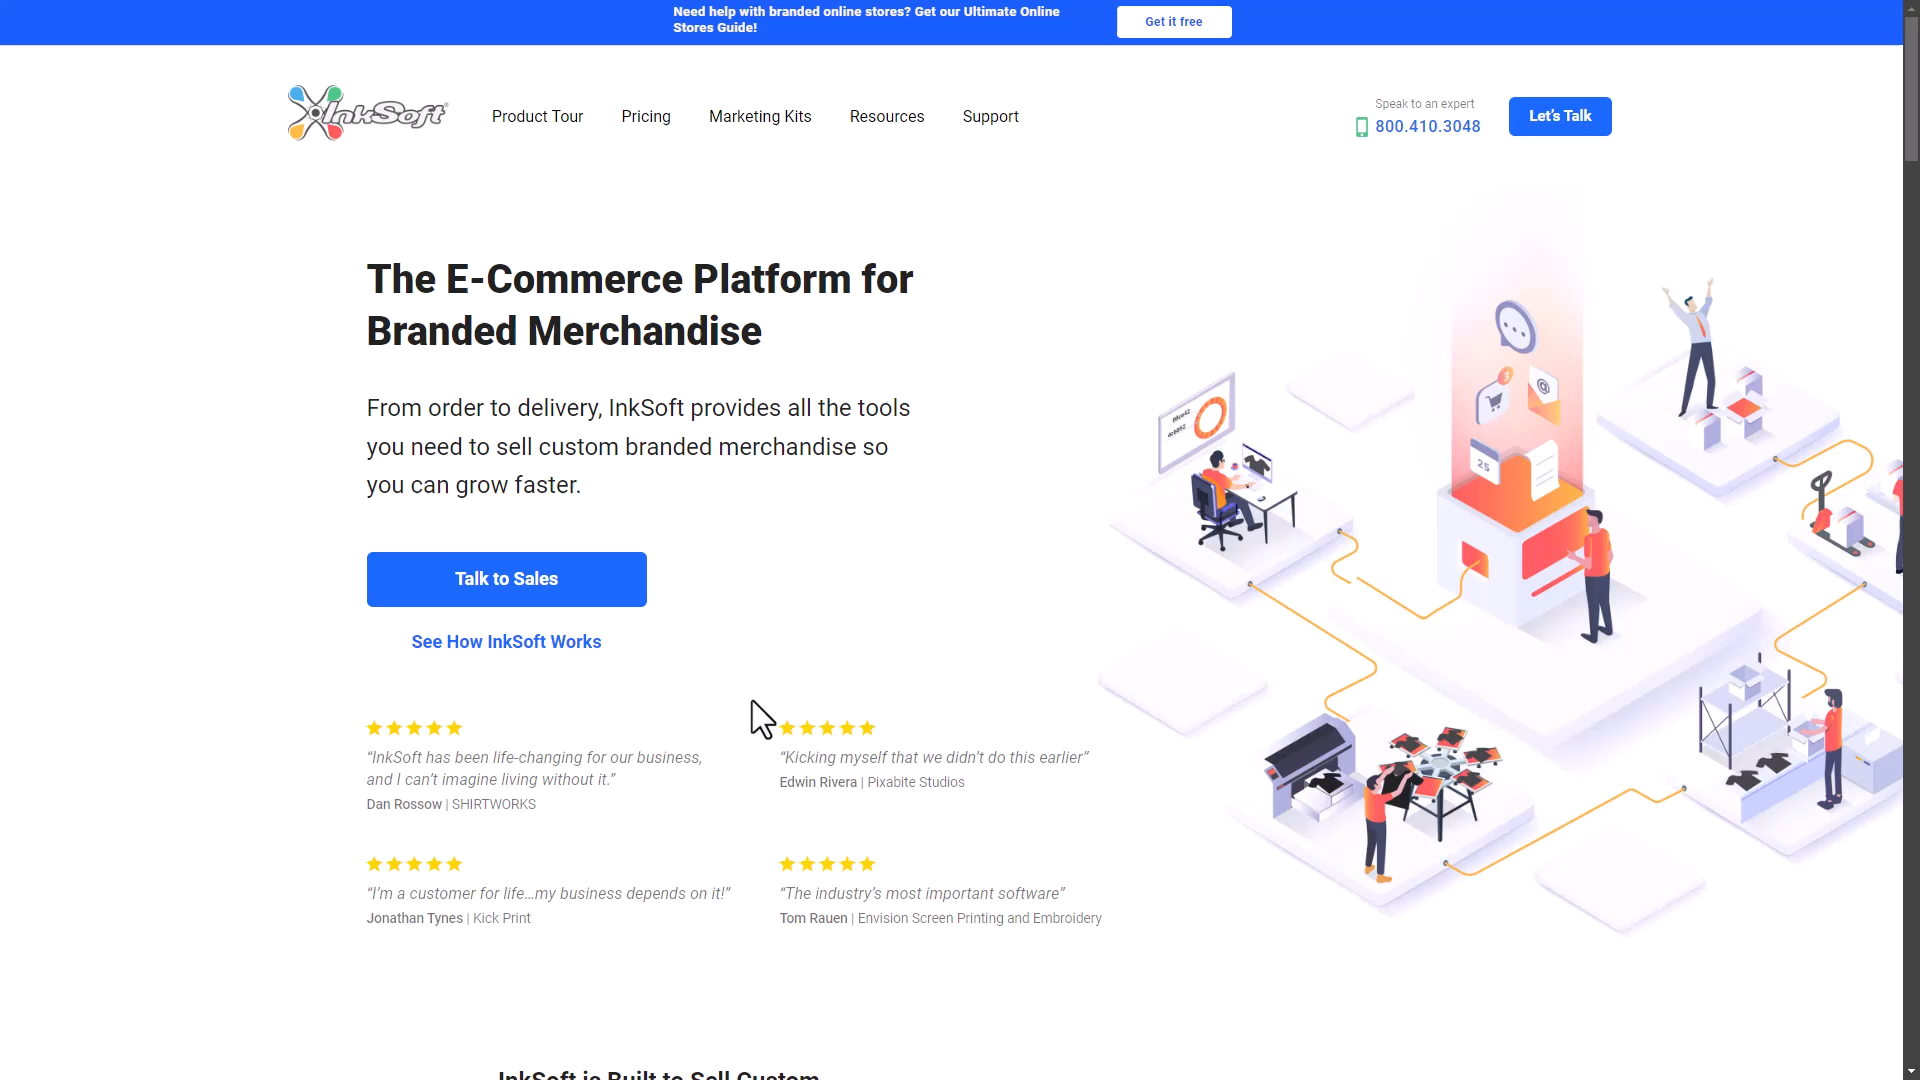 Need help with branded online stores? Get our Ultimate Online
Stores Guide!
Get it free
InkSoft
Product Tour
Pricing
Marketing Kits
Resources
Support
Speak to an expert
800.410.3048
Let's Talk
The E-Commerce Platform for
Branded Merchandise
From order to delivery, InkSoft provides all the tools
you need to sell custom branded merchandise so
you can grow faster.
Talk to Sales
See How InkSoft Works
“InkSoft has been life-changing for our business,
and I can’t imagine living without it.”
Dan Rossow | SHIRTWORKS
“Kicking myself that we didn’t do this earlier”
Edwin Rivera | Pixabite Studios
“I’m a customer for life…my business depends on it!”
Jonathan Tynes | Kick Print
“The industry’s most important software”
Tom Rauen | Envision Screen Printing and Embroidery
3
@
25
InkSoft is Built to Sell Custom